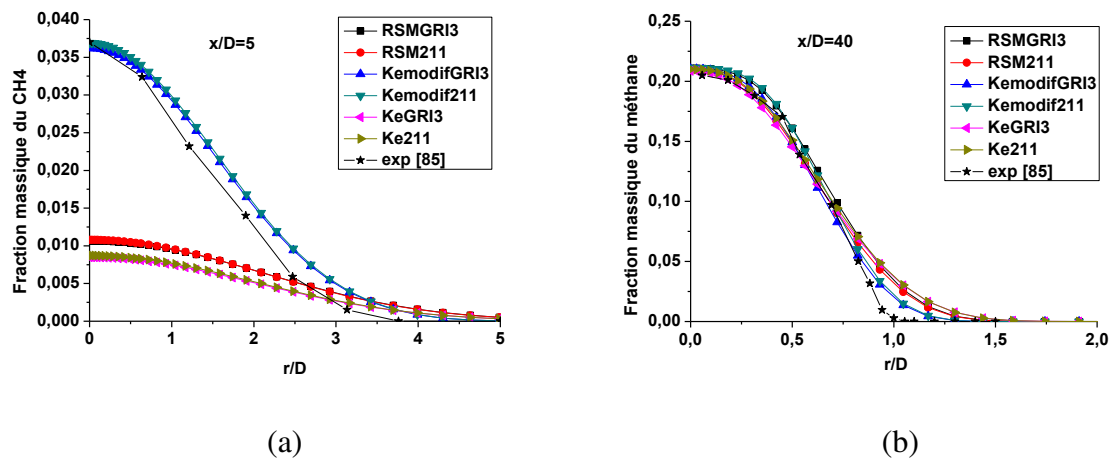 (a)
0,040
0,035
0,030
0,025
0,020
0,015
0,010
0,005
0,000
Fraction massique du CH4
x/D=5
RSMGRI3
RSM211
KemodifGRI3
Kemodif211
KeGRI3
Ke211
exp [85]
0 1 2 3 4 5
r/D
(a)
(b)
0,25
0,20
0,15
0,10
0,05
0,00
Fraction massique du méthane
x/D=40
RSMGRI3
RSM211
KemodifGRI3
Kemodif211
KeGRI3
Ke211
exp [85]
0,0 0,5 1,0 1,5 2,0
r/D
(b)